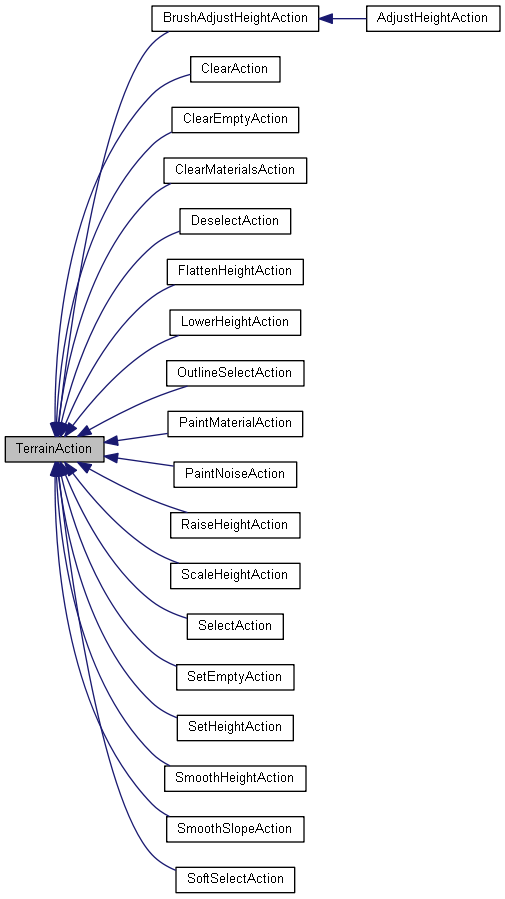 BrushAdjustHeightAction
AdjustHeightAction
ClearAction
ClearEmptyAction
ClearMaterialsAction
DeselectAction
FlattenHeightAction
LowerHeightAction
OutlineSelectAction
PaintMaterialAction
TerrainAction
PaintNoiseAction
RaiseHeightAction
ScaleHeightAction
SelectAction
SetEmptyAction
SetHeightAction
SmoothHeightAction
SmoothSlopeAction
SoftSelectAction